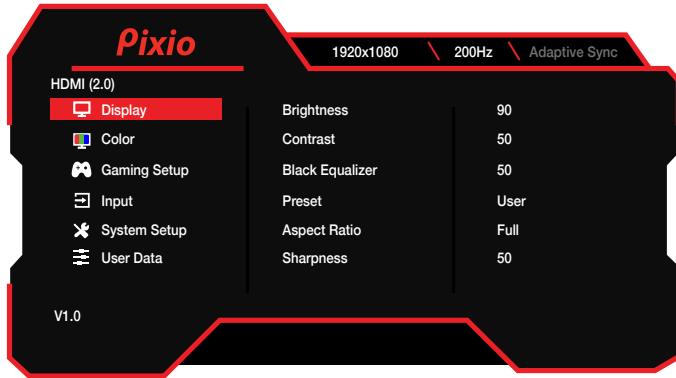 Pixio
1920x1080 200Hz Adaptive Sync
HDMI (2.0)
Display Brightness 90
Color Contrast 50
Gaming Setup Black Equalizer 50
Input Preset User
System Setup Aspect Ratio Full
User Data Sharpness 50
V1.0